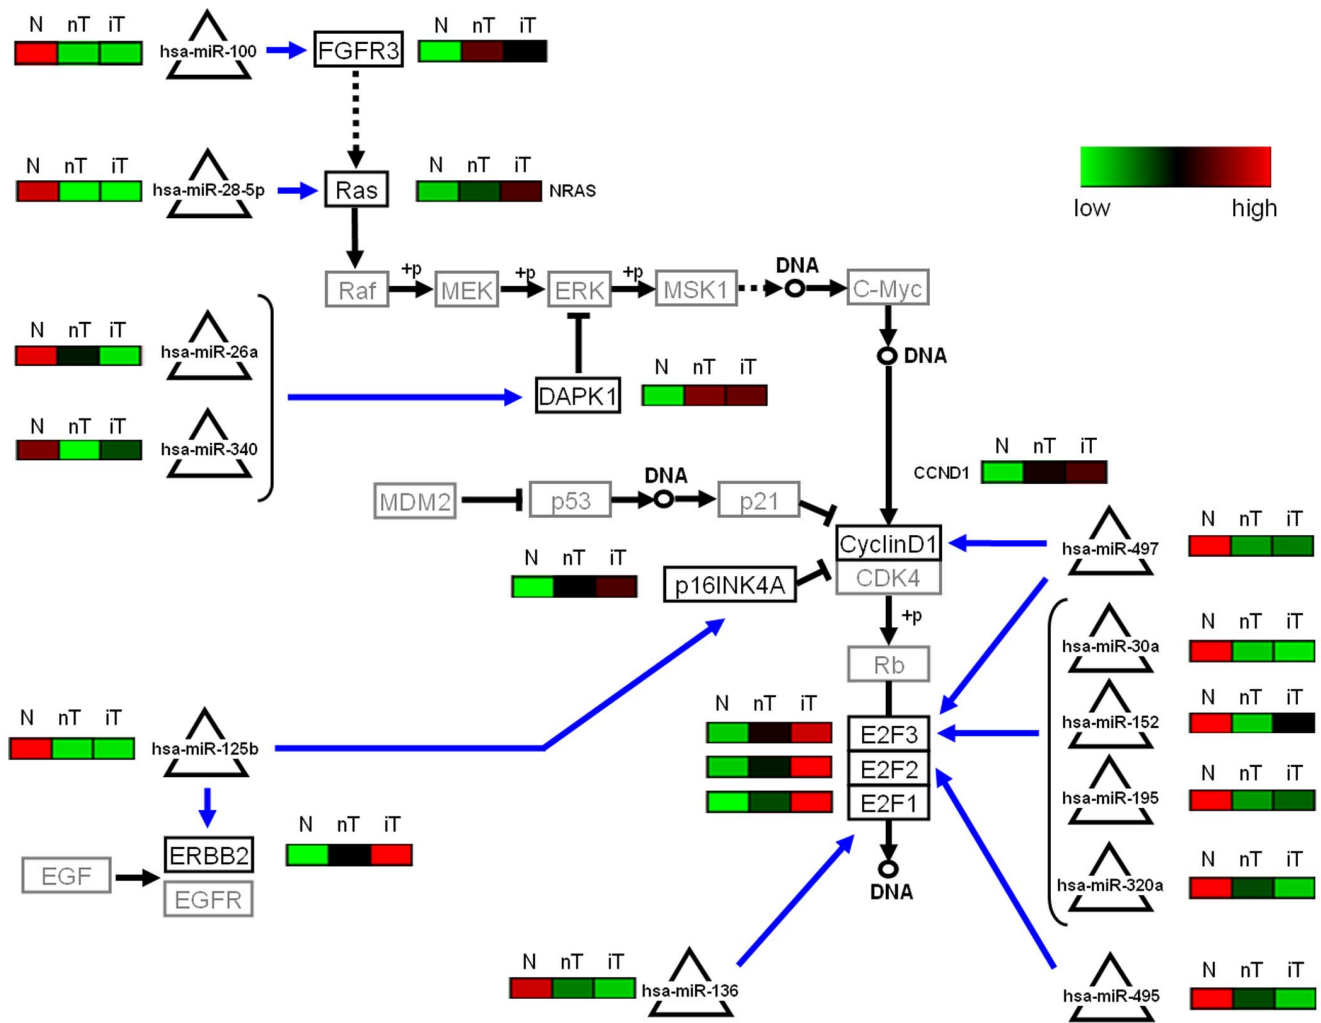 N nT iT
hsa-miR-100
FGFR3
N nT iT
N nT iT
hsa-miR-28-5p
Ras
N nT iT
NRAS
low high
Raf
+p
MEK
+p
ERK
+p
MSK1
DNA
C-Myc
DNA
N nT iT
hsa-miR-26a
DAPK1
N nT iT
N nT iT
hsa-miR-340
CCND1
N nT iT
MDM2
p53
DNA
p21
CyclinD1
CDK4
N nT iT
hsa-miR-497
N nT iT
p16INK4A
+p
Rb
N nT iT
hsa-miR-30a
N nT iT
hsa-miR-152
N nT iT
E2F3
E2F2
E2F1
DNA
N nT iT
hsa-miR-125b
N nT iT
hsa-miR-195
ERBB2
EGFR
EGF
N nT iT
N nT iT
hsa-miR-320a
N nT iT
hsa-miR-136
N nT iT
hsa-miR-495